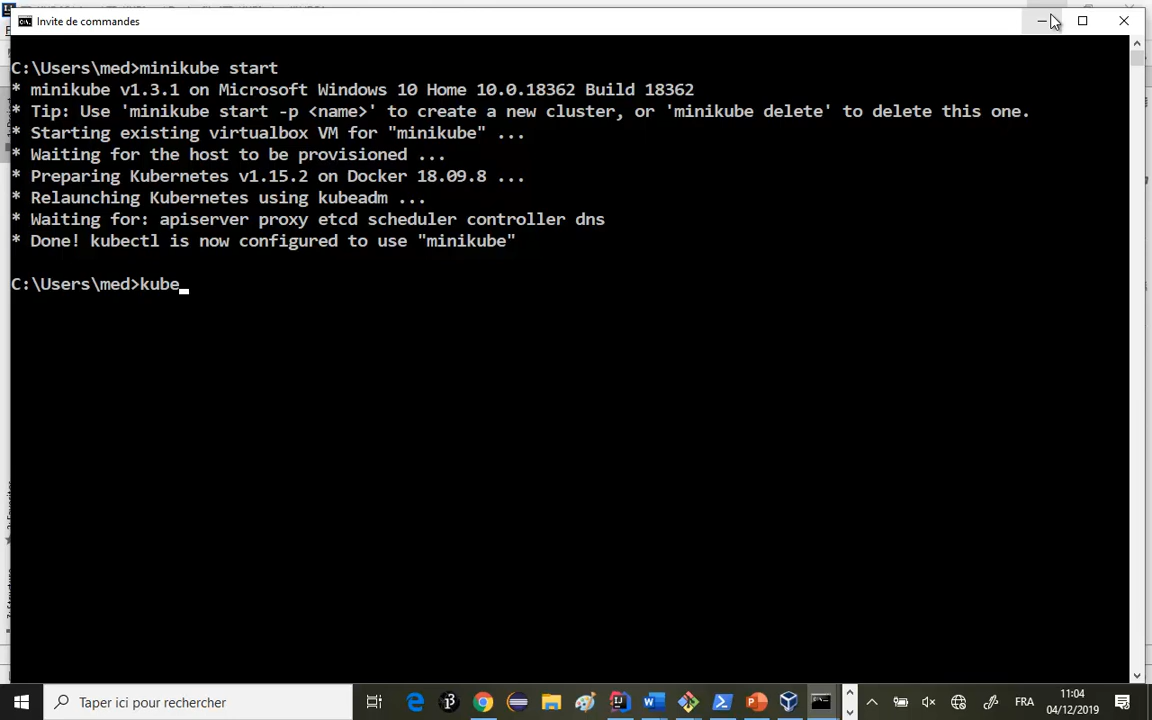 Invite de commandes
C:\Users\med>minikube start
* minikube v1.3.1 on Microsoft Windows 10 Home 10.0.18362 Build 18362
* Tip: Use 'minikube start -p <name>' to create a new cluster, or 'minikube delete' to delete this one.
* Starting existing virtualbox VM for "minikube" ...
* Waiting for the host to be provisioned ...
* Preparing Kubernetes v1.15.2 on Docker 18.09.8 ...
* Relaunching Kubernetes using kubeadm ...
* Waiting for: apiserver proxy etcd scheduler controller dns
* Done! kubectl is now configured to use "minikube"
C:\Users\med>kube
Taper ici pour rechercher
FRA
11:04
04/12/2019